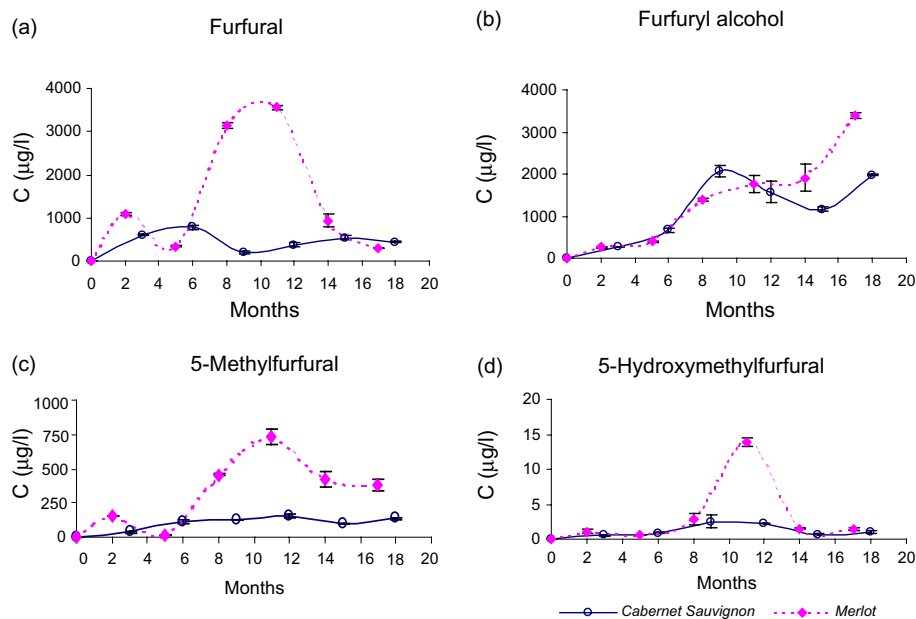 (a)
Furfural
C (µg/l)
4000
3000
2000
1000
0
0 2 4 6 8 10 12 14 16 18 20
Months
(b)
Furfuryl alcohol
C (µg/l)
4000
3000
2000
1000
0
0 2 4 6 8 10 12 14 16 18 20
Months
(c)
5-Methylfurfural
C (µg/l)
1000
750
500
250
0
0 2 4 6 8 10 12 14 16 18 20
Months
(d)
5-Hydroxymethylfurfural
C (µg/l)
20
15
10
5
0
0 2 4 6 8 10 12 14 16 18 20
Months
Cabernet Sauvignon Merlot